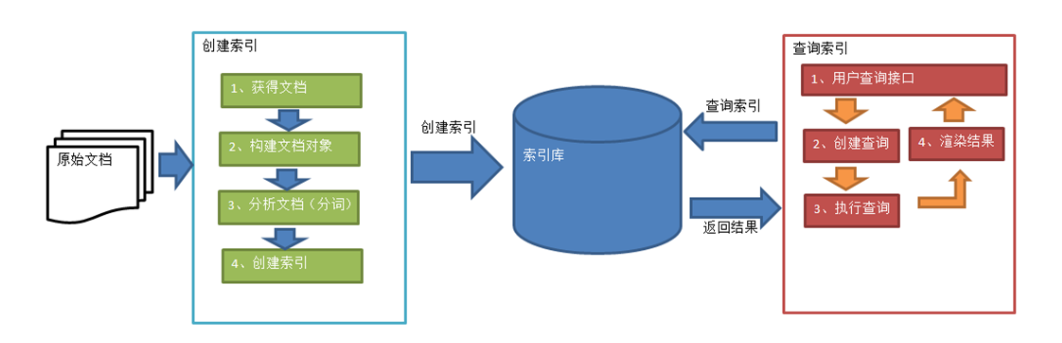 原始文档
创建索引
1、获得文档
2、构建文档对象
3、分析文档（分词）
4、创建索引
创建索引
索引库
查询索引
返回结果
查询索引
1、用户查询接口
2、创建查询
4、渲染结果
3、执行查询